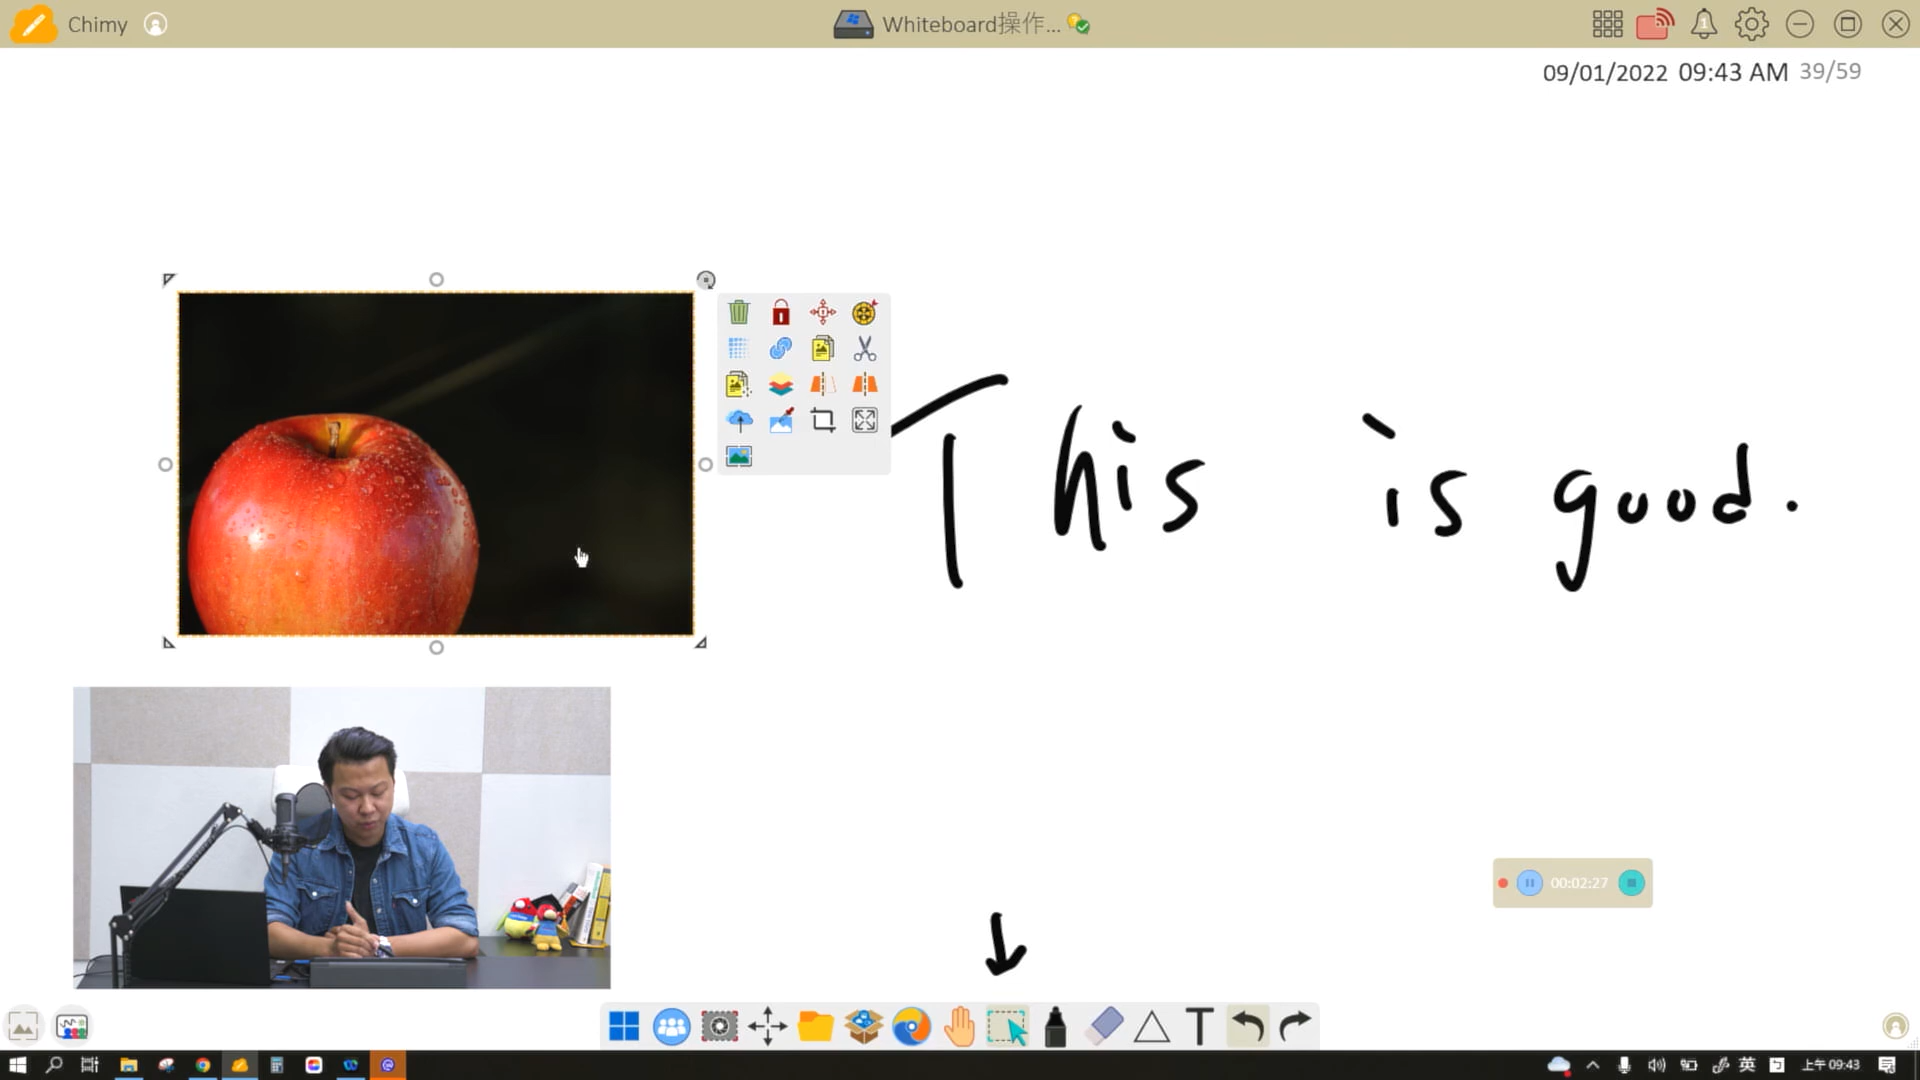 Chimy
Whiteboard操作...
1
09/01/2022 09:43 AM 39/59
This is good.
00:02:27
T
英
上午 09:43